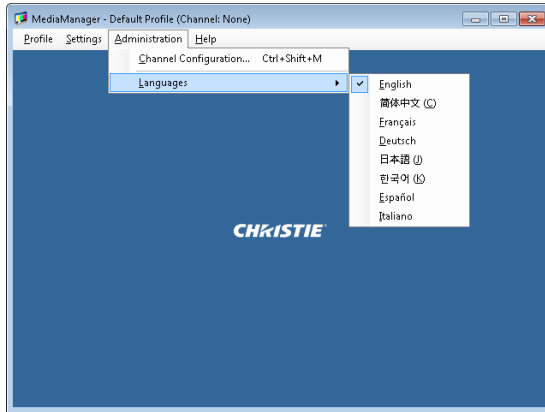 MediaManager - Default Profile (Channel: None)
Profile Settings Administration Help
Channel Configuration... Ctrl+Shift+M
Languages
English
简体中文 (C)
Français
Deutsch
日本語 (J)
한국어 (K)
Español
Italiano
CHRISTIE